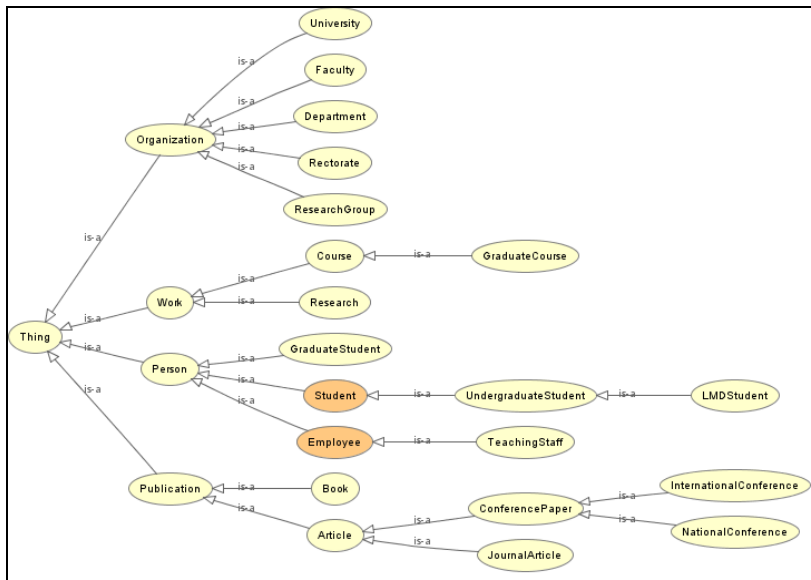 University
is-a
Faculty
is-a
Department
is-a
Organization
is-a
Rectorate
is-a
ResearchGroup
is-a
Course
is-a
GraduateCourse
is-a
Work
is-a
Research
is-a
Thing
is-a
GraduateStudent
is-a
Person
is-a
Student
is-a
UndergraduateStudent
is-a
LMDStudent
is-a
Employee
is-a
TeachingStaff
is-a
Publication
is-a
Book
is-a
Article
is-a
ConferencePaper
is-a
InternationalConference
is-a
NationalConference
is-a
JournalArticle